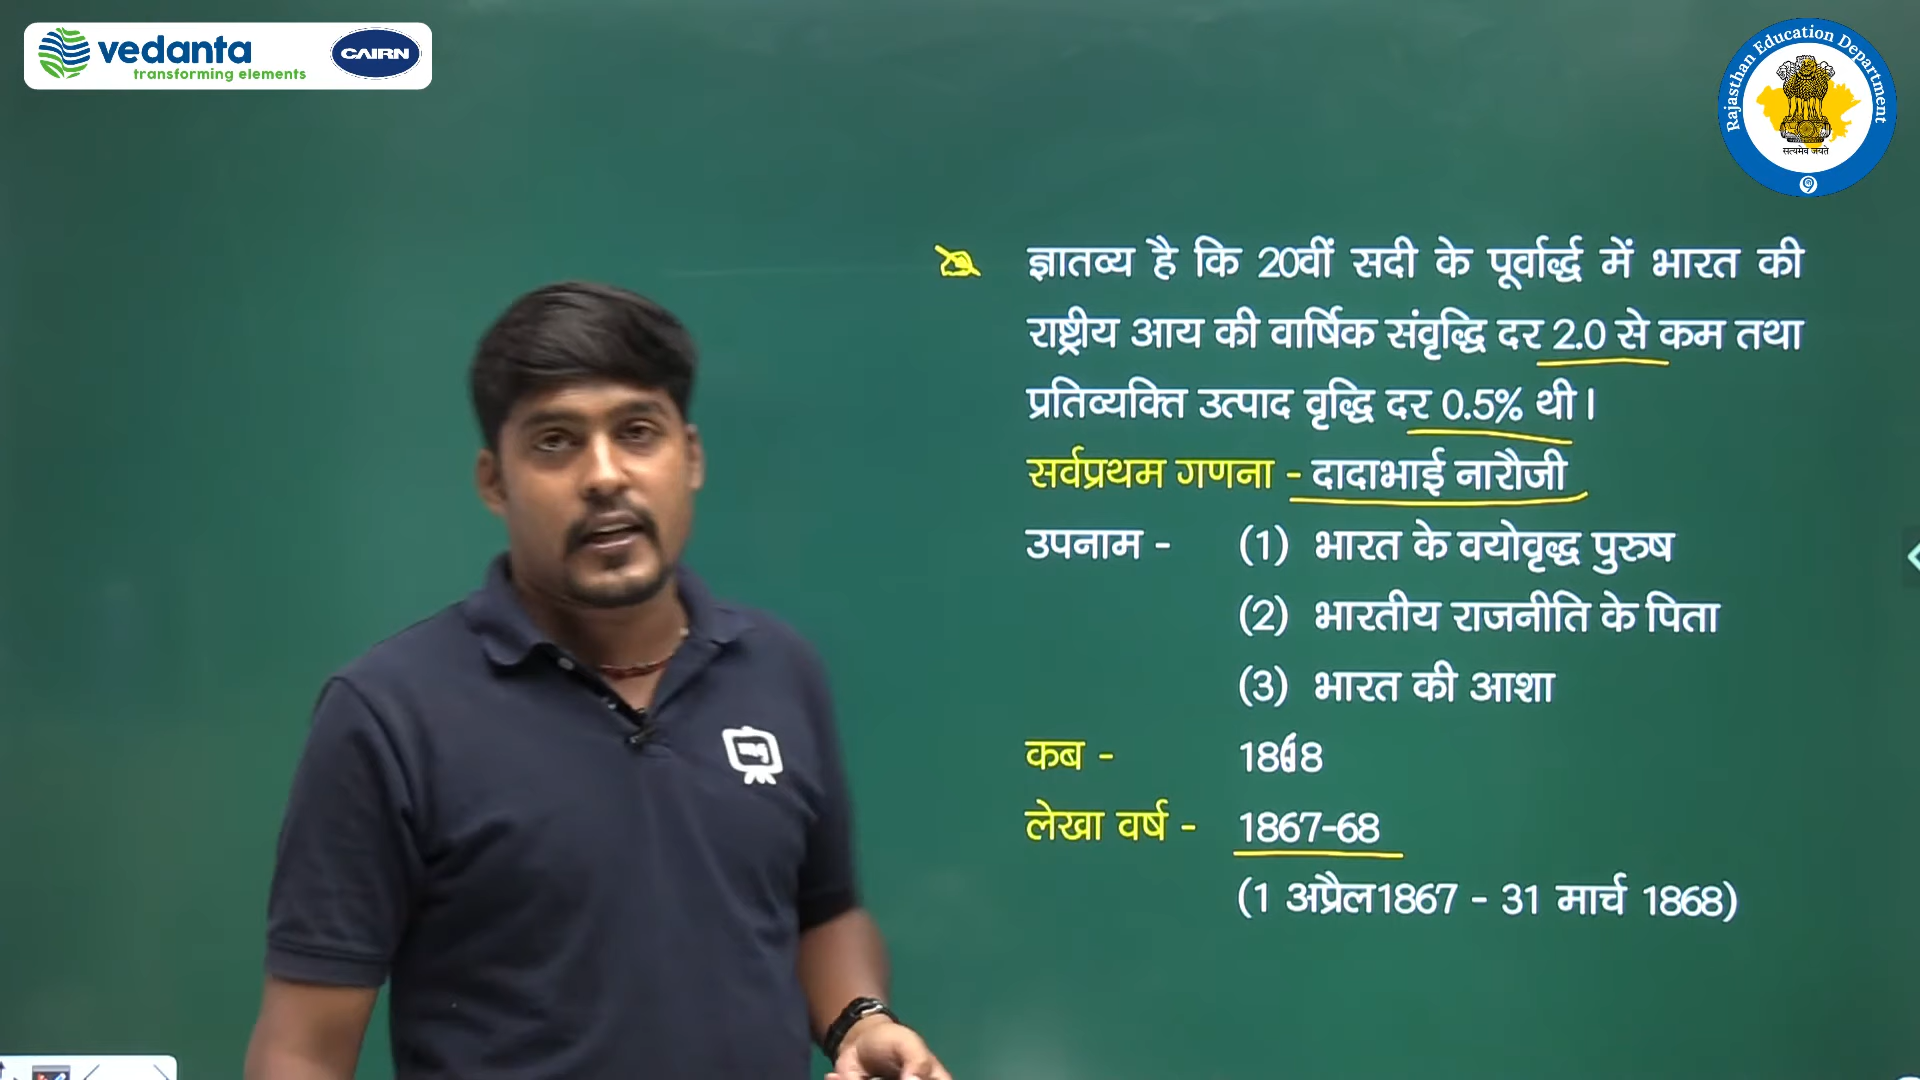 vedanta
transforming elements
CAIRN
Rajasthan Education Department
सत्यमेव जयते
ज्ञातव्य है कि 20वीं सदी के पूर्वार्द्ध में भारत की
राष्ट्रीय आय की वार्षिक संवृद्धि दर 2.0 से कम तथा
प्रतिव्यक्ति उत्पाद वृद्धि दर 0.5% थी।
सर्वप्रथम गणना - दादाभाई नारौजी
उपनाम - (1) भारत के वयोवृद्ध पुरुष
(2) भारतीय राजनीति के पिता
(3) भारत की आशा
कब - 1868
लेखा वर्ष - 1867-68
(1 अप्रैल1867 - 31 मार्च 1868)